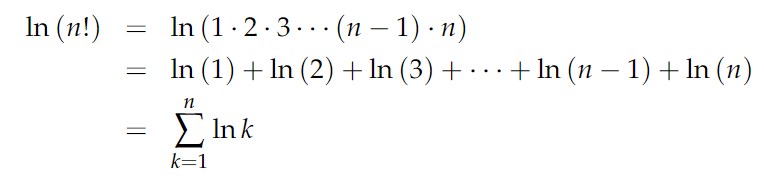 ln (n!) = ln (1 · 2 · 3 · · · (n − 1) · n)
= ln (1) + ln (2) + ln (3) + · · · + ln (n − 1) + ln (n)
= ∑_{k=1}^{n} ln k